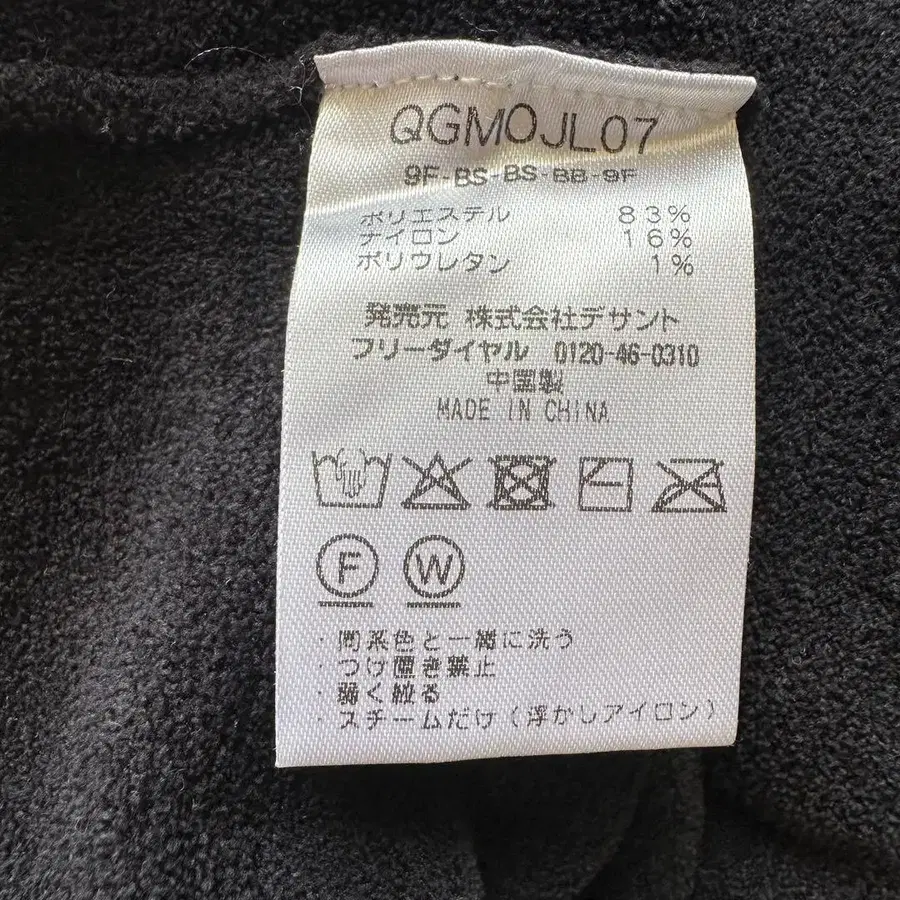 QGMOJL07
9F-BS-BS-BB-9F
ポリエステル 83%
ナイロン 16%
ポリウレタン 1%
発売元 株式会社デサント
フリーダイヤル 0120-46-0310
中国製
MADE IN CHINA
F W
・同系色と一緒に洗う
・つけ置き禁止
・弱く絞る
・スチームだけ(浮かしアイロン)